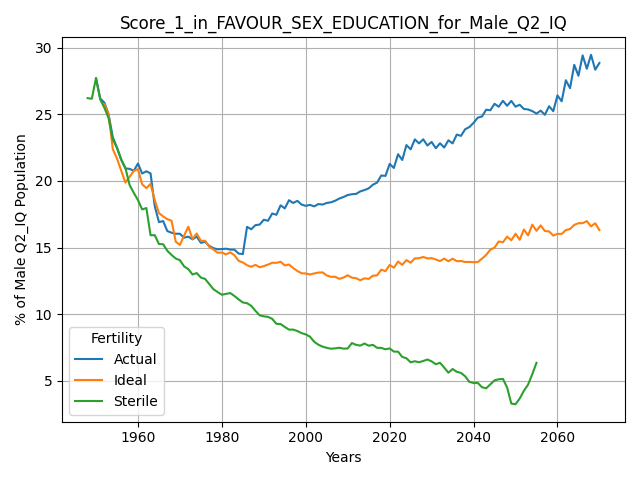 Score_1_in_FAVOUR_SEX_EDUCATION_for_Male_Q2_IQ
% of Male Q2_IQ Population
30
25
20
15
10
5
Fertility
Actual
Ideal
Sterile
1960 1980 2000 2020 2040 2060
Years